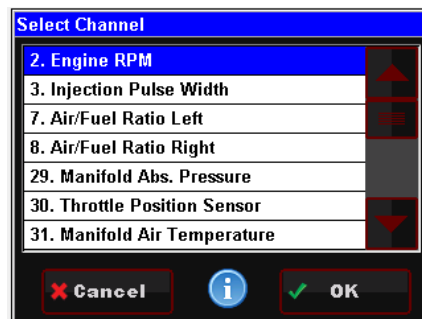 Select Channel
2. Engine RPM
3. Injection Pulse Width
7. Air/Fuel Ratio Left
8. Air/Fuel Ratio Right
29. Manifold Abs. Pressure
30. Throttle Position Sensor
31. Manifold Air Temperature
Cancel i OK